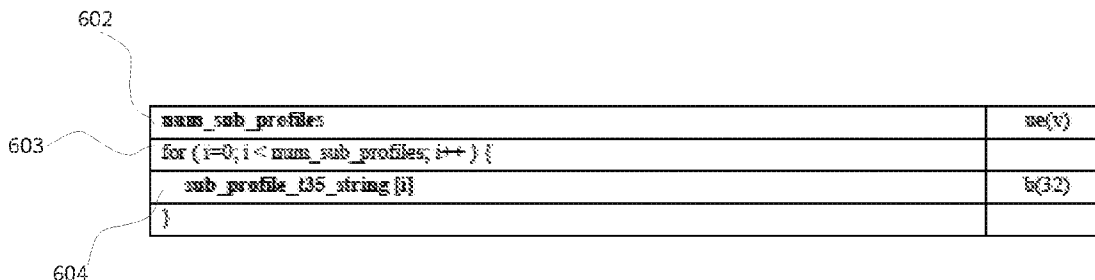 602
num_sub_profiles ue(v)
603
for ( i=0; i < num_sub_profiles; i++ ) {
sub_profile_t35_string [i] b(32)
}
604